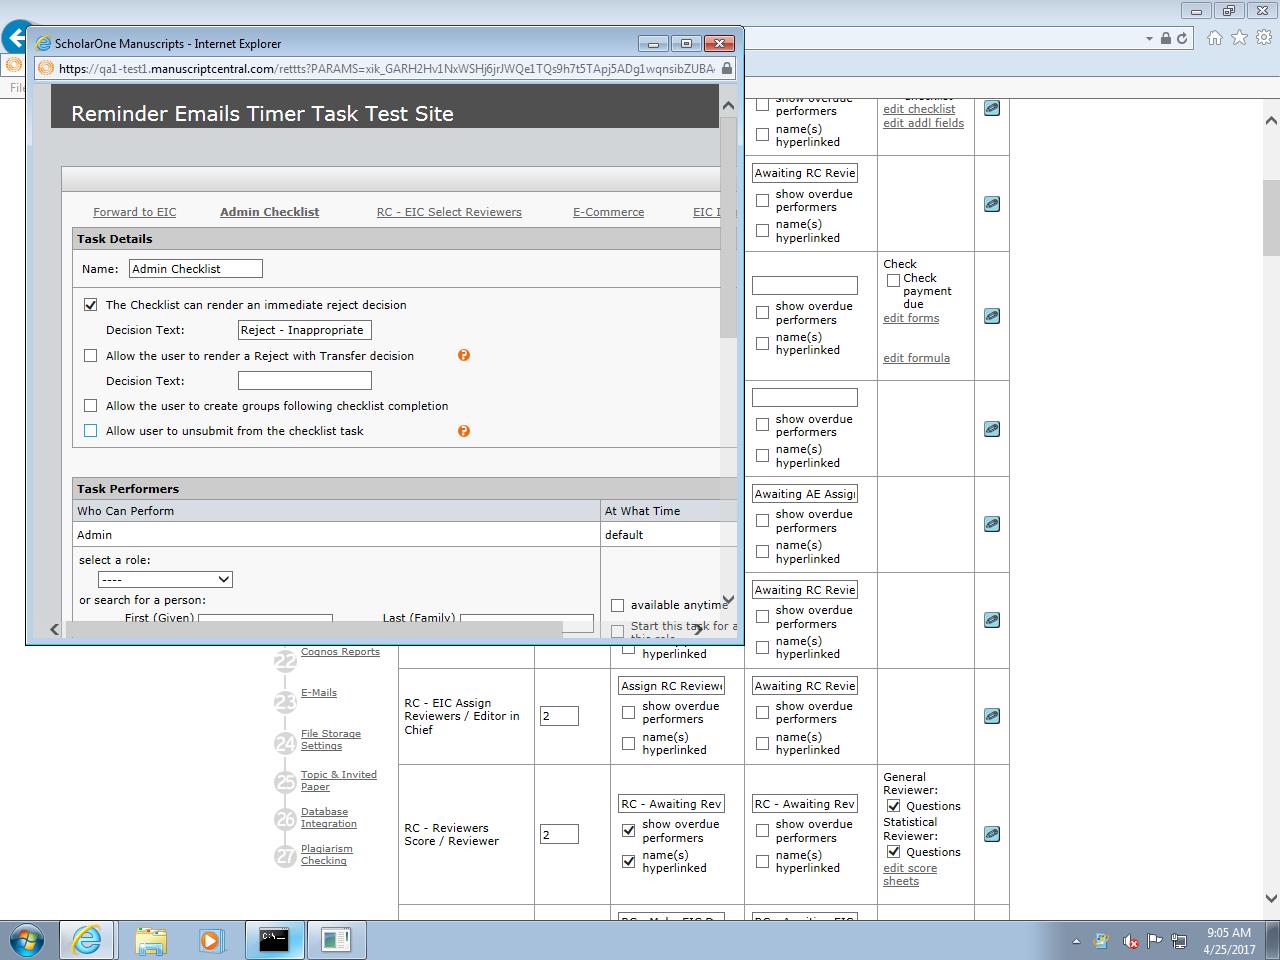 ScholarOne Manuscripts - Internet Explorer
https://qa1-test1.manuscriptcentral.com/rettts?PARAMS=xik_GARH2Hv1NxWSHj6jrJWQe1TQs9h7t5TApj5ADg1wqnsibZUBA
Reminder Emails Timer Task Test Site
Forward to EIC Admin Checklist RC - EIC Select Reviewers E-Commerce EIC
Task Details
Name: Admin Checklist
The Checklist can render an immediate reject decision
Decision Text: Reject - Inappropriate
Allow the user to render a Reject with Transfer decision ?
Decision Text:
Allow the user to create groups following checklist completion
Allow user to unsubmit from the checklist task ?
Task Performers
Who Can Perform At What Time
Admin default
select a role:
----
or search for a person:
First (Given) Last (Family)
available anytime
Start this task for a
this role
show overdue
performers
name(s)
hyperlinked
edit checklist
edit addl fields
Awaiting RC Revie
show overdue
performers
name(s)
hyperlinked
show overdue
performers
name(s)
hyperlinked
Check
Check
payment
due
edit forms
edit formula
show overdue
performers
name(s)
hyperlinked
Awaiting AE Assig
show overdue
performers
name(s)
hyperlinked
Awaiting RC Revie
show overdue
performers
name(s)
hyperlinked
hyperlinked
22 Cognos Reports
23 E-Mails
24 File Storage
Settings
25 Topic & Invited
Paper
26 Database
Integration
27 Plagiarism
Checking
RC - EIC Assign
Reviewers / Editor in
Chief
2
Assign RC Reviewe
show overdue
performers
name(s)
hyperlinked
Awaiting RC Revie
show overdue
performers
name(s)
hyperlinked
RC - Reviewers
Score / Reviewer
2
RC - Awaiting Rev
show overdue
performers
name(s)
hyperlinked
RC - Awaiting Rev
show overdue
performers
name(s)
hyperlinked
General
Reviewer:
Questions
Statistical
Reviewer:
Questions
edit score
sheets
9:05 AM
4/25/2017